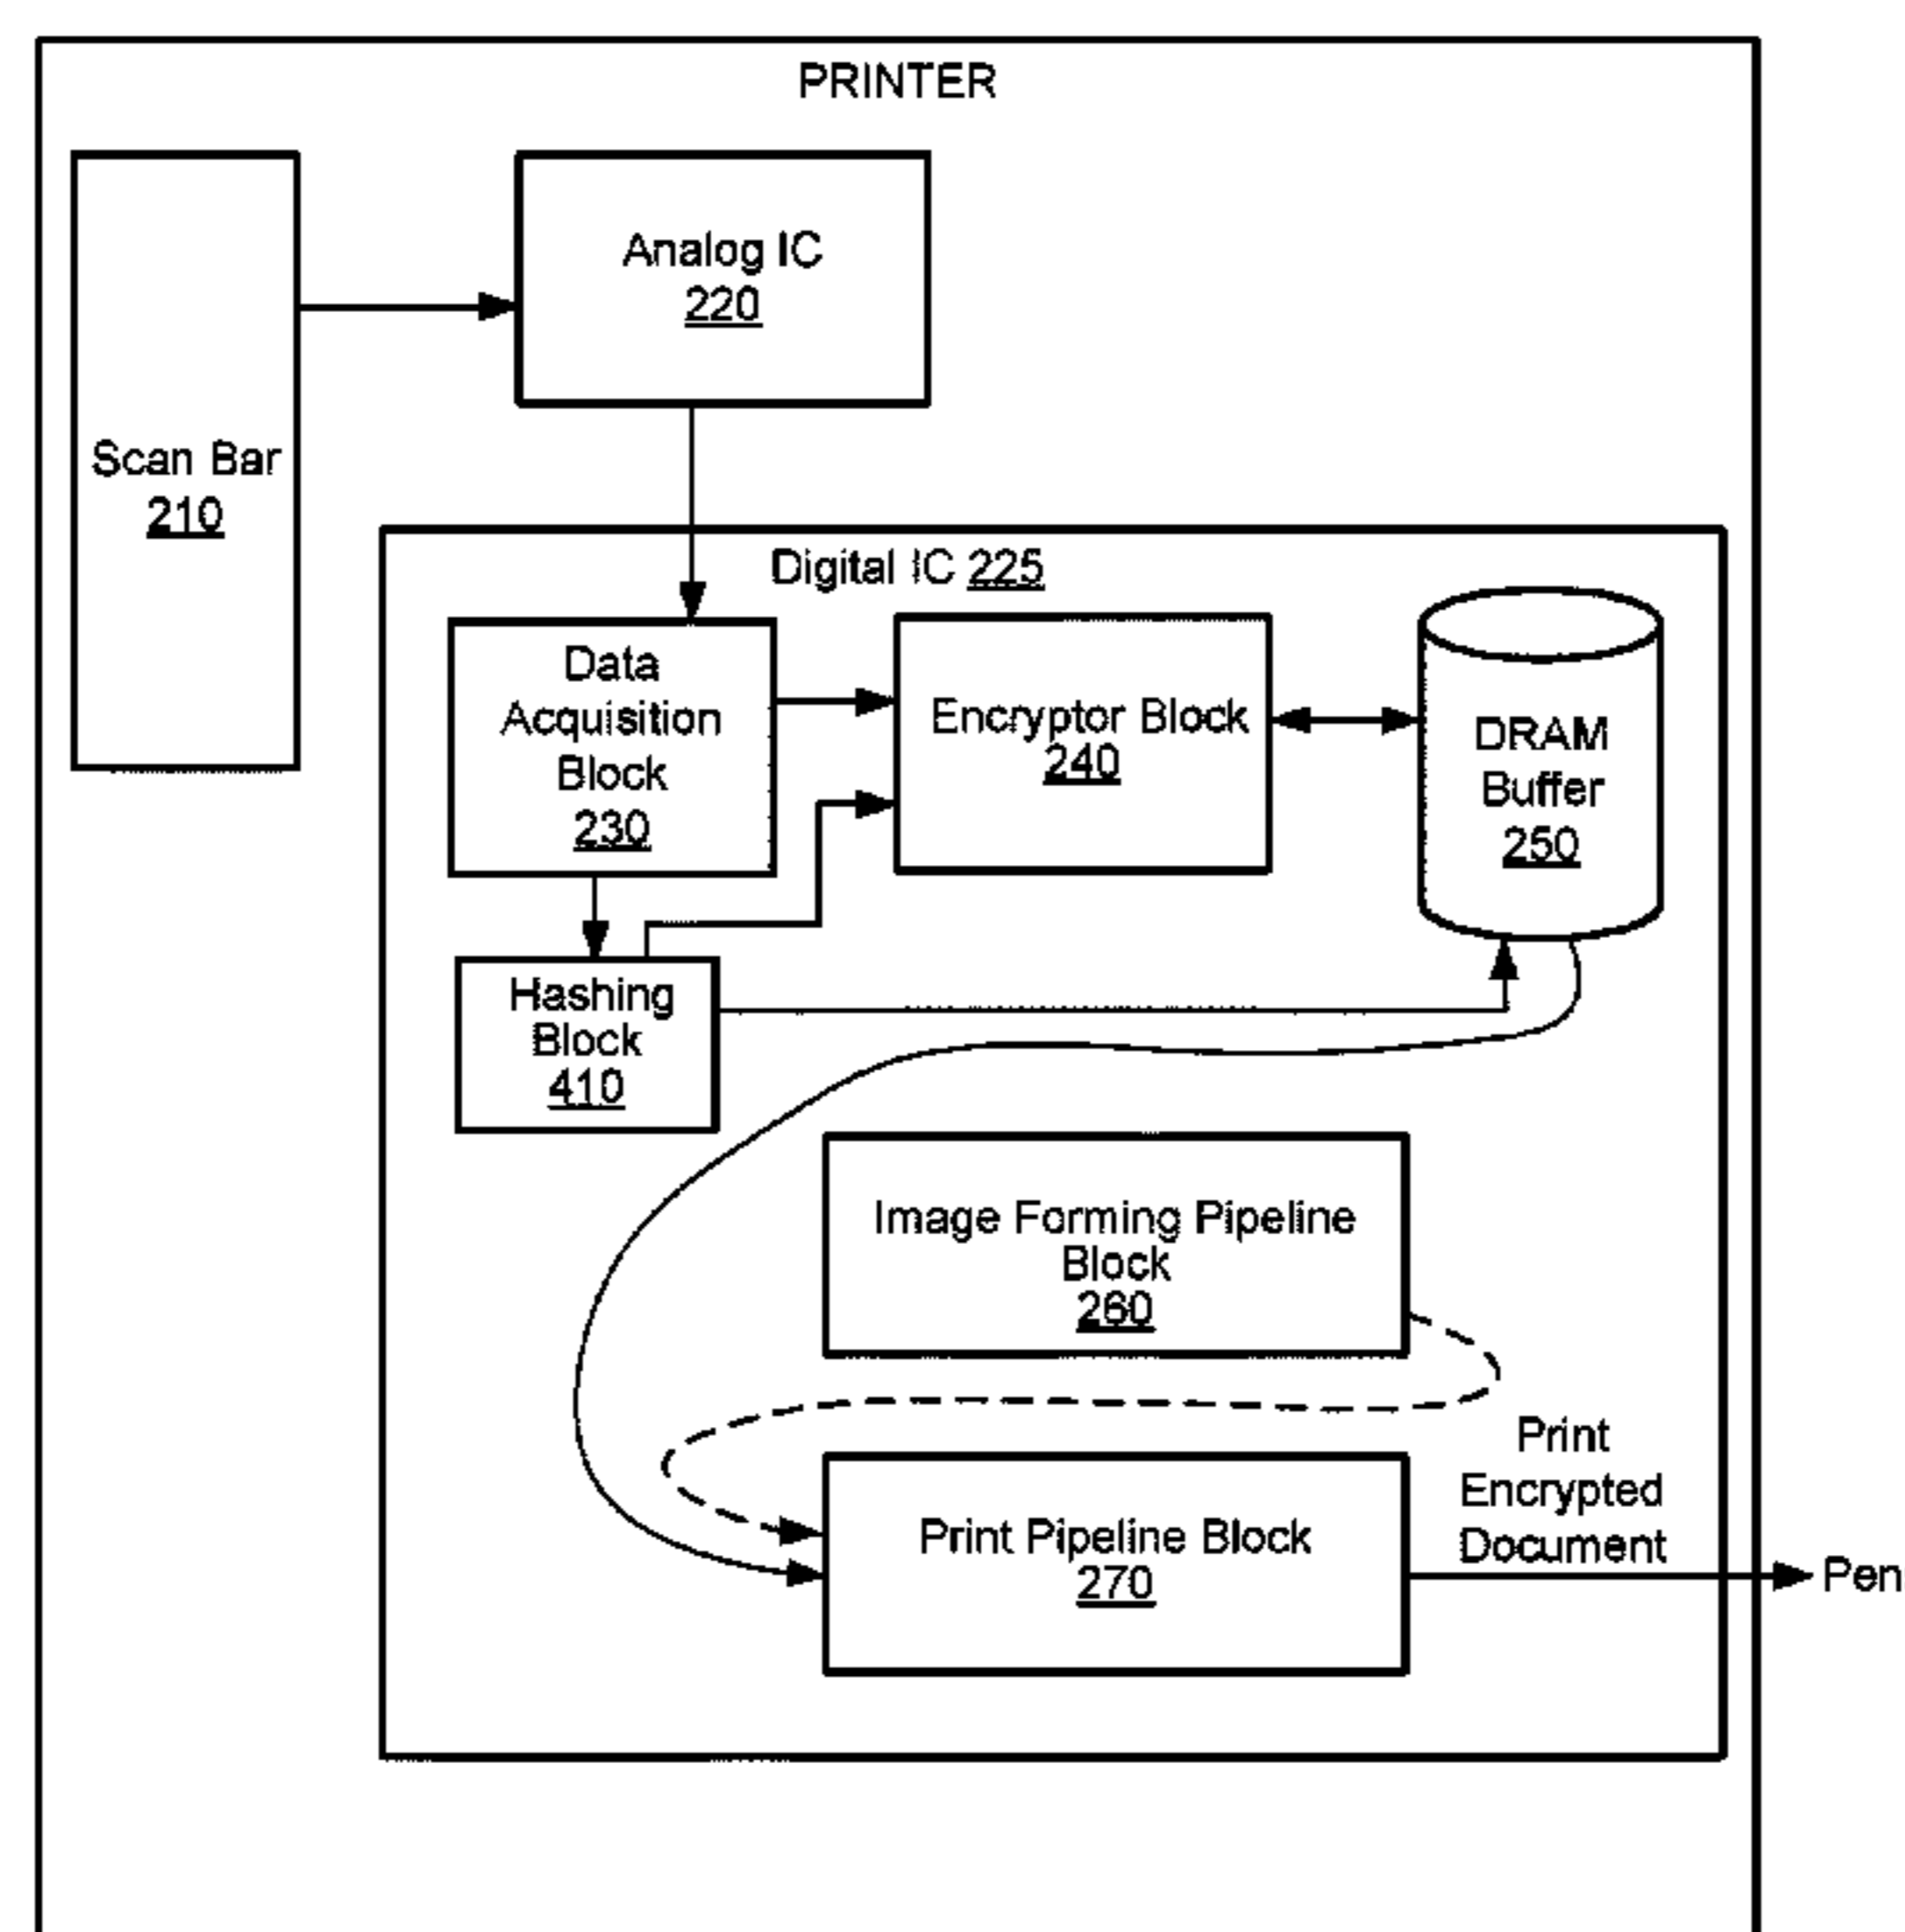 PRINTER
Scan Bar
210
Analog IC
220
Digital IC 225
Data
Acquisition
Block
230
Encryptor Block
240
DRAM
Buffer
250
Hashing
Block
410
Image Forming Pipeline
Block
260
Print Pipeline Block
270
Print
Encrypted
Document
Pen